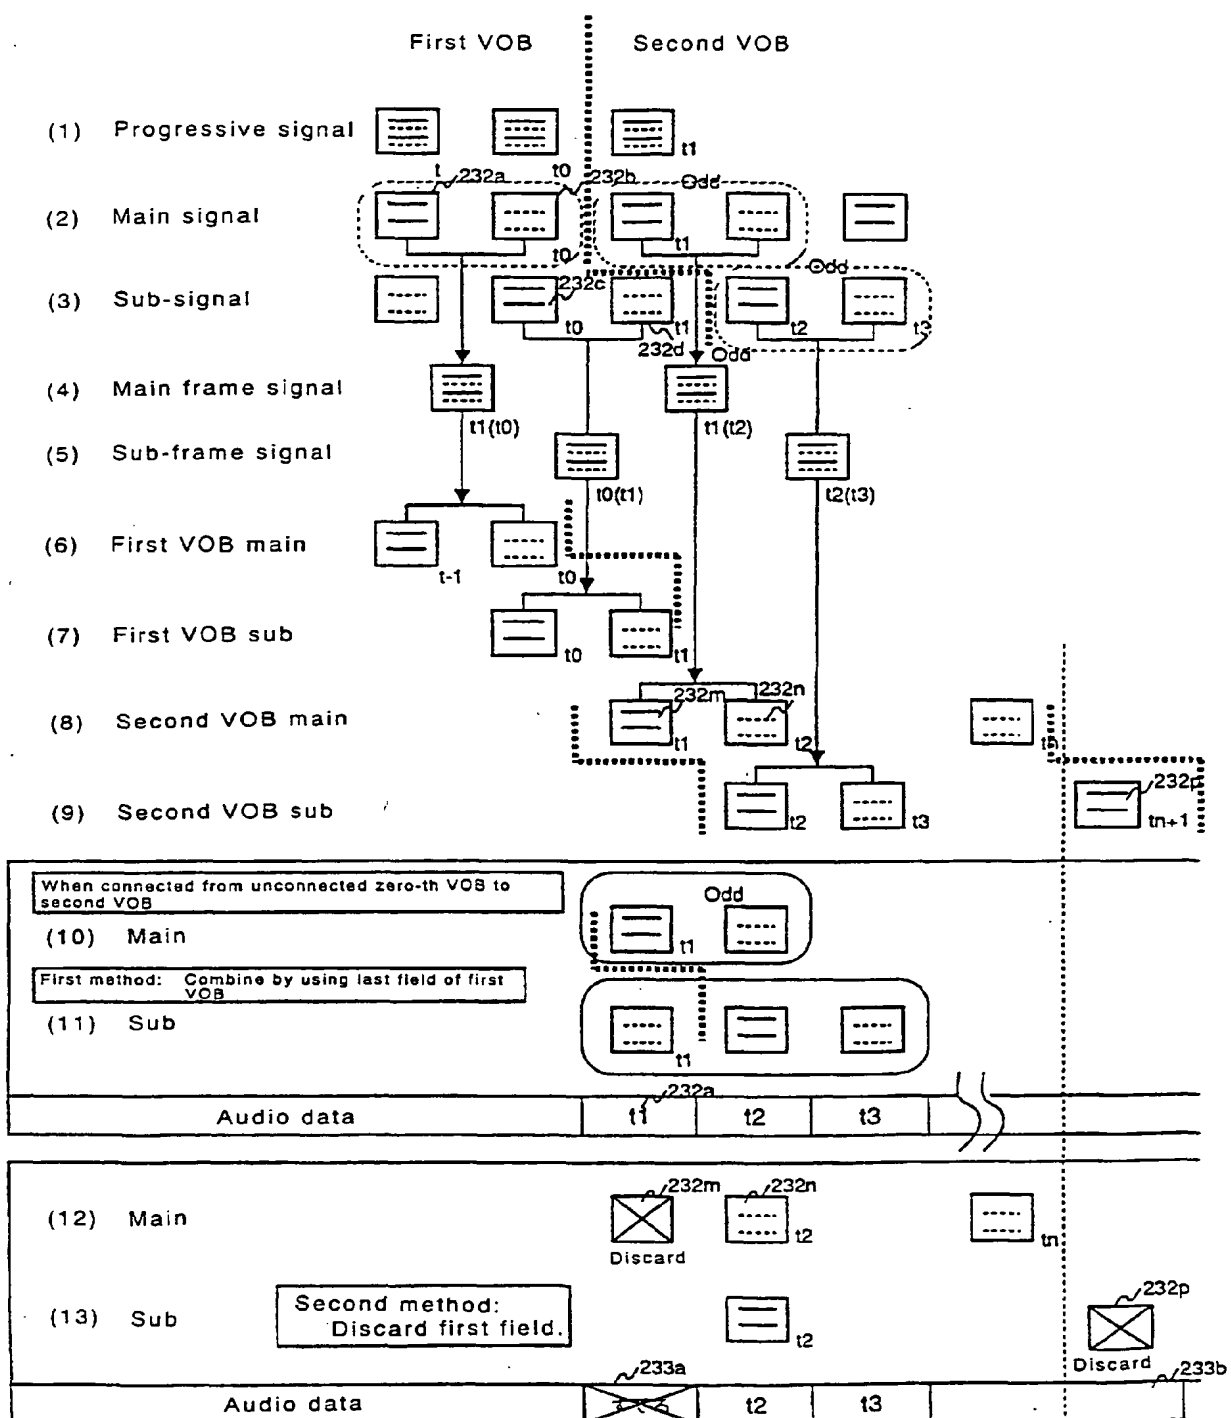 First VOB Second VOB
(1) Progressive signal
t t0 t1
232a 232b Odd
(2) Main signal
t0 t1
Odd
(3) Sub-signal
232c
t0 t1 t2 t3
232d Odd
(4) Main frame signal
t1(t0) t1(t2)
(5) Sub-frame signal
t0(t1) t2(t3)
(6) First VOB main
t-1 t0
(7) First VOB sub
t0 t1
232m 232n
(8) Second VOB main
t1 t2 tn
232p
(9) Second VOB sub
t2 t3 tn+1
When connected from unconnected zero-th VOB to
second VOB
Odd
(10) Main
t1
First method: Combine by using last field of first
VOB
(11) Sub
t1
232a
Audio data t1 t2 t3
232m 232n
(12) Main
t2 tn
Discard
232p
(13) Sub
Second method:
Discard first field.
t2
Discard
233a 233b
Audio data t2 t3